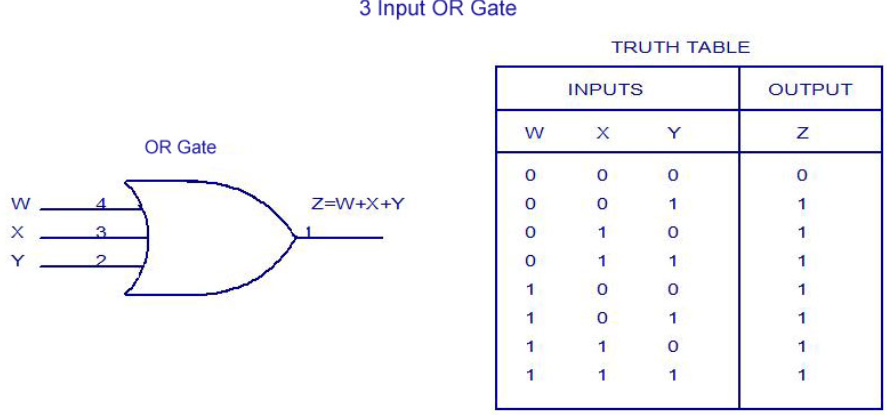 3 Input OR Gate
OR Gate
W 4 Z=W+X+Y
X 3 1
Y 2
TRUTH TABLE
INPUTS OUTPUT
W X Y Z
0 0 0 0
0 0 1 1
0 1 0 1
0 1 1 1
1 0 0 1
1 0 1 1
1 1 0 1
1 1 1 1